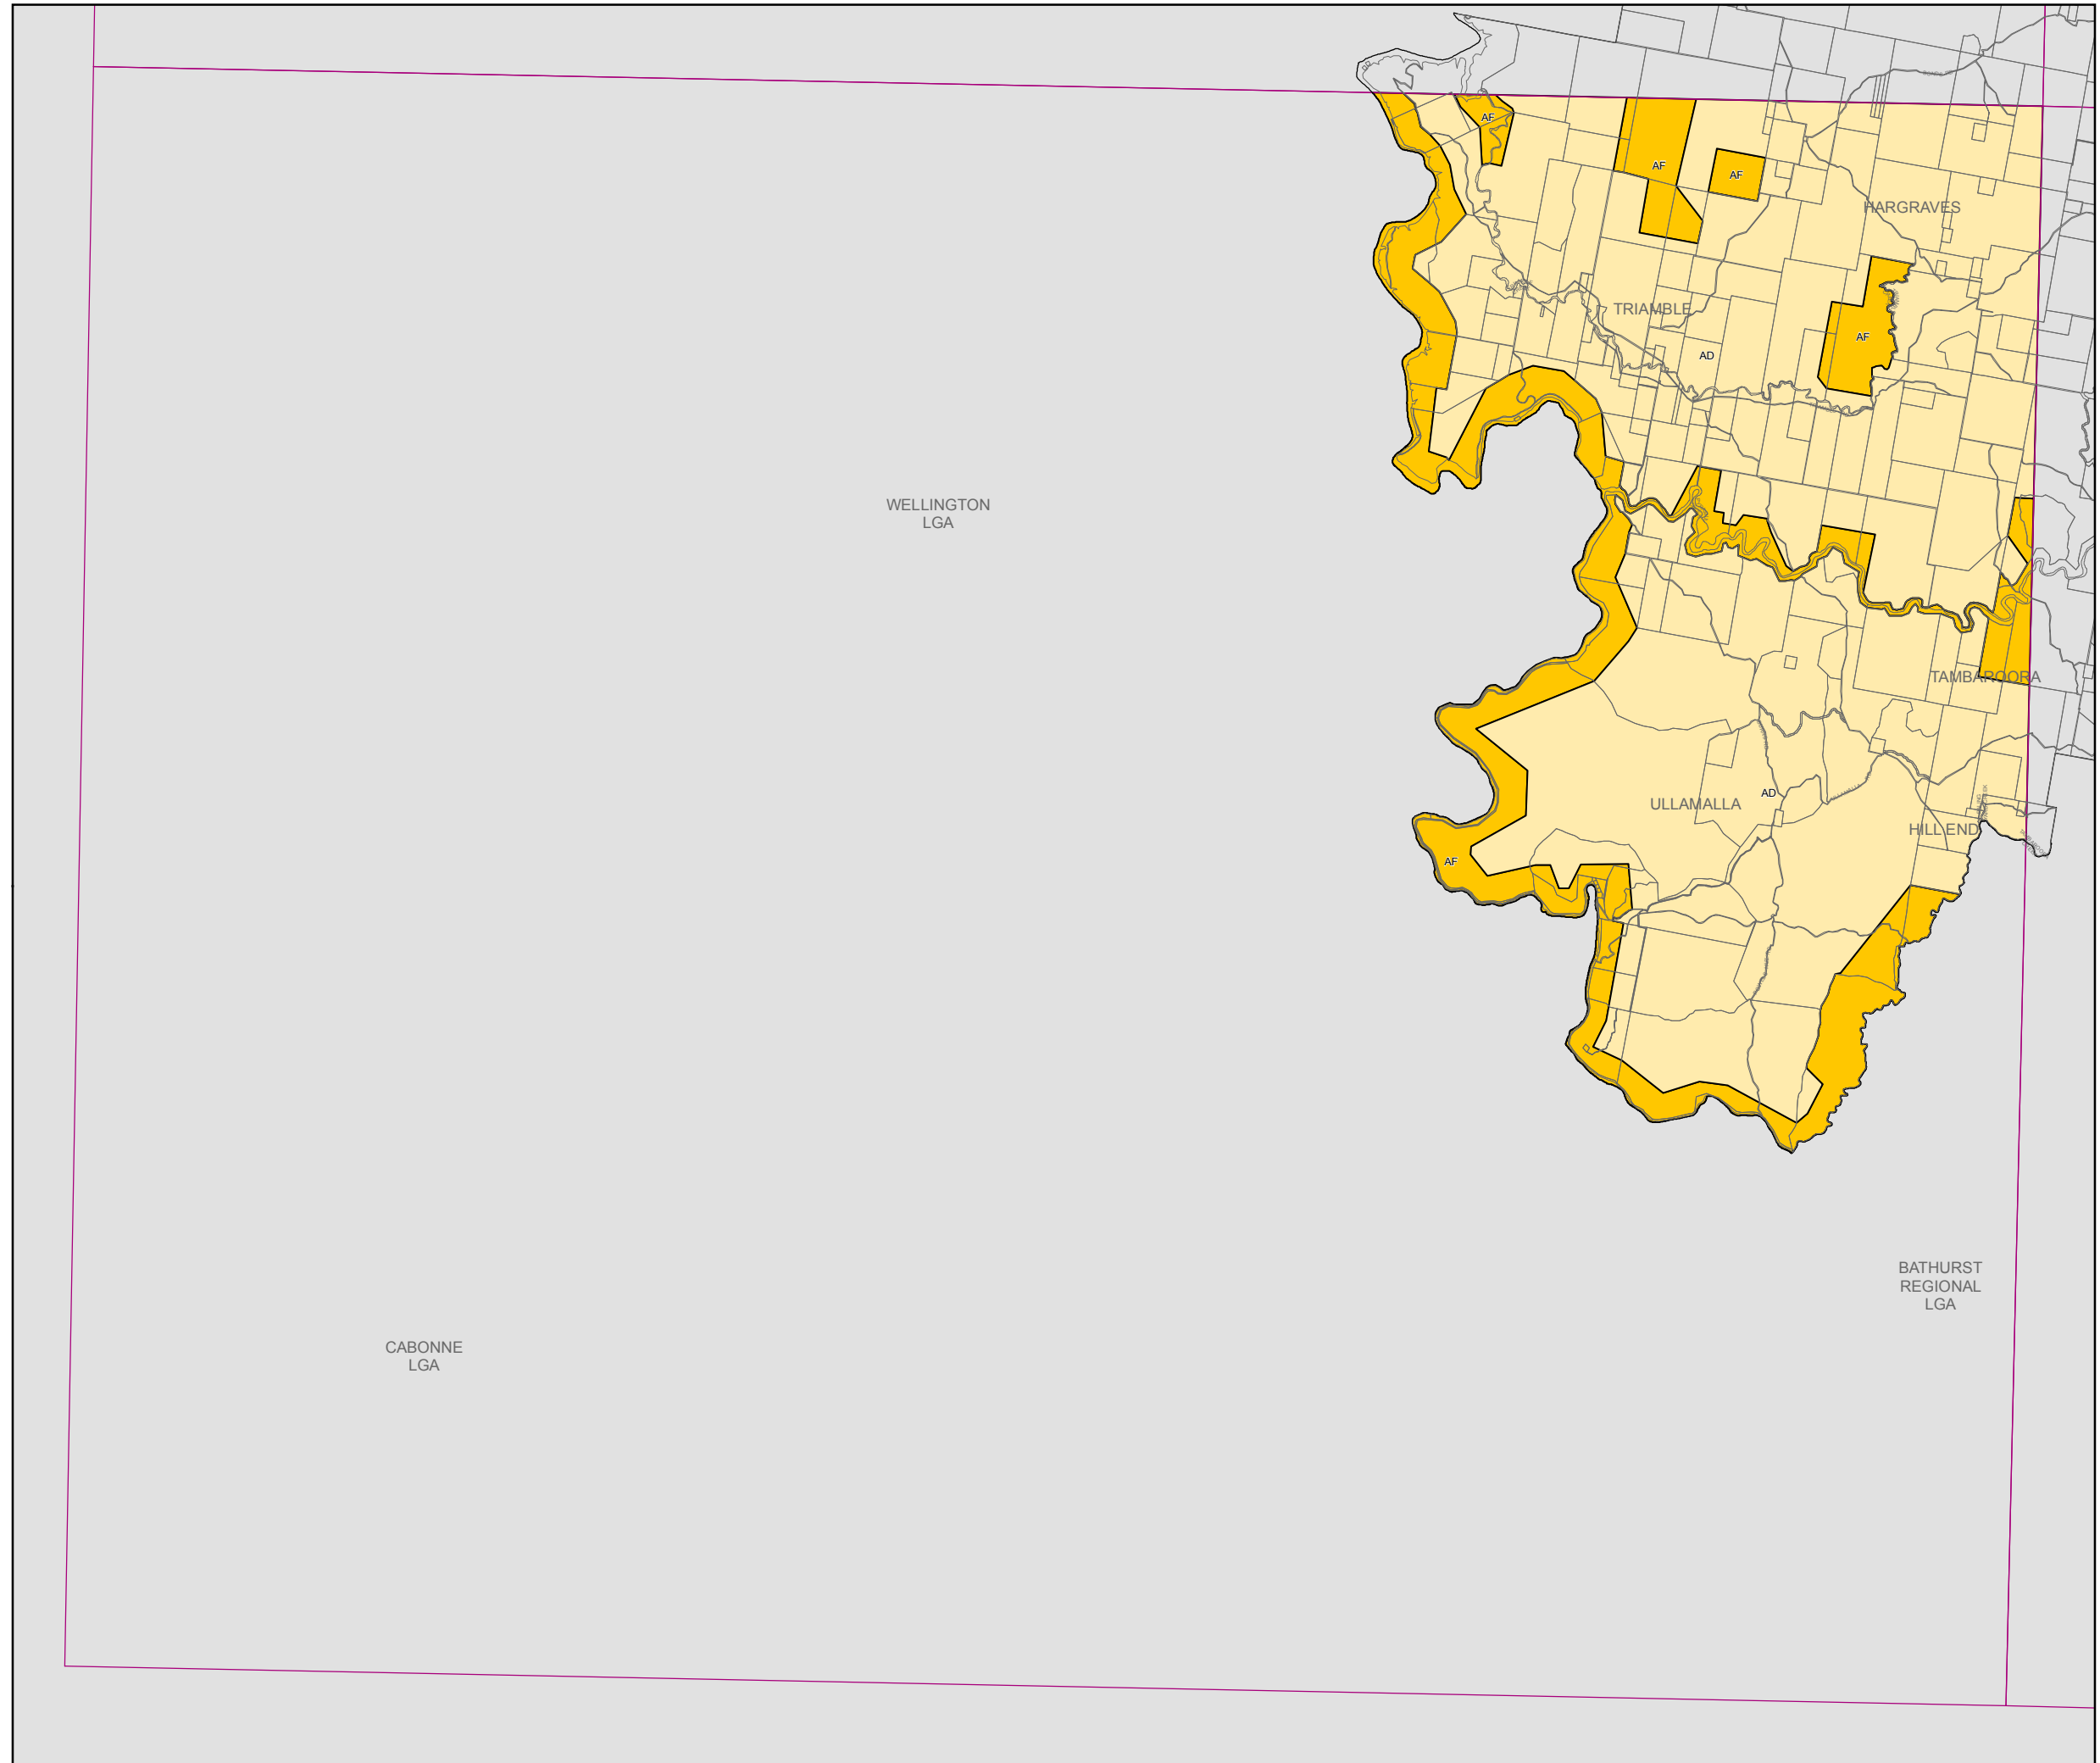 AF
AF
AF
HARGRAVES
TRIAMBLE
AF
AD
WELLINGTON
LGA
TAMBAROORA
AD
ULLAMALLA
HILL END
AF
BATHURST
REGIONAL
LGA
CABONNE
LGA